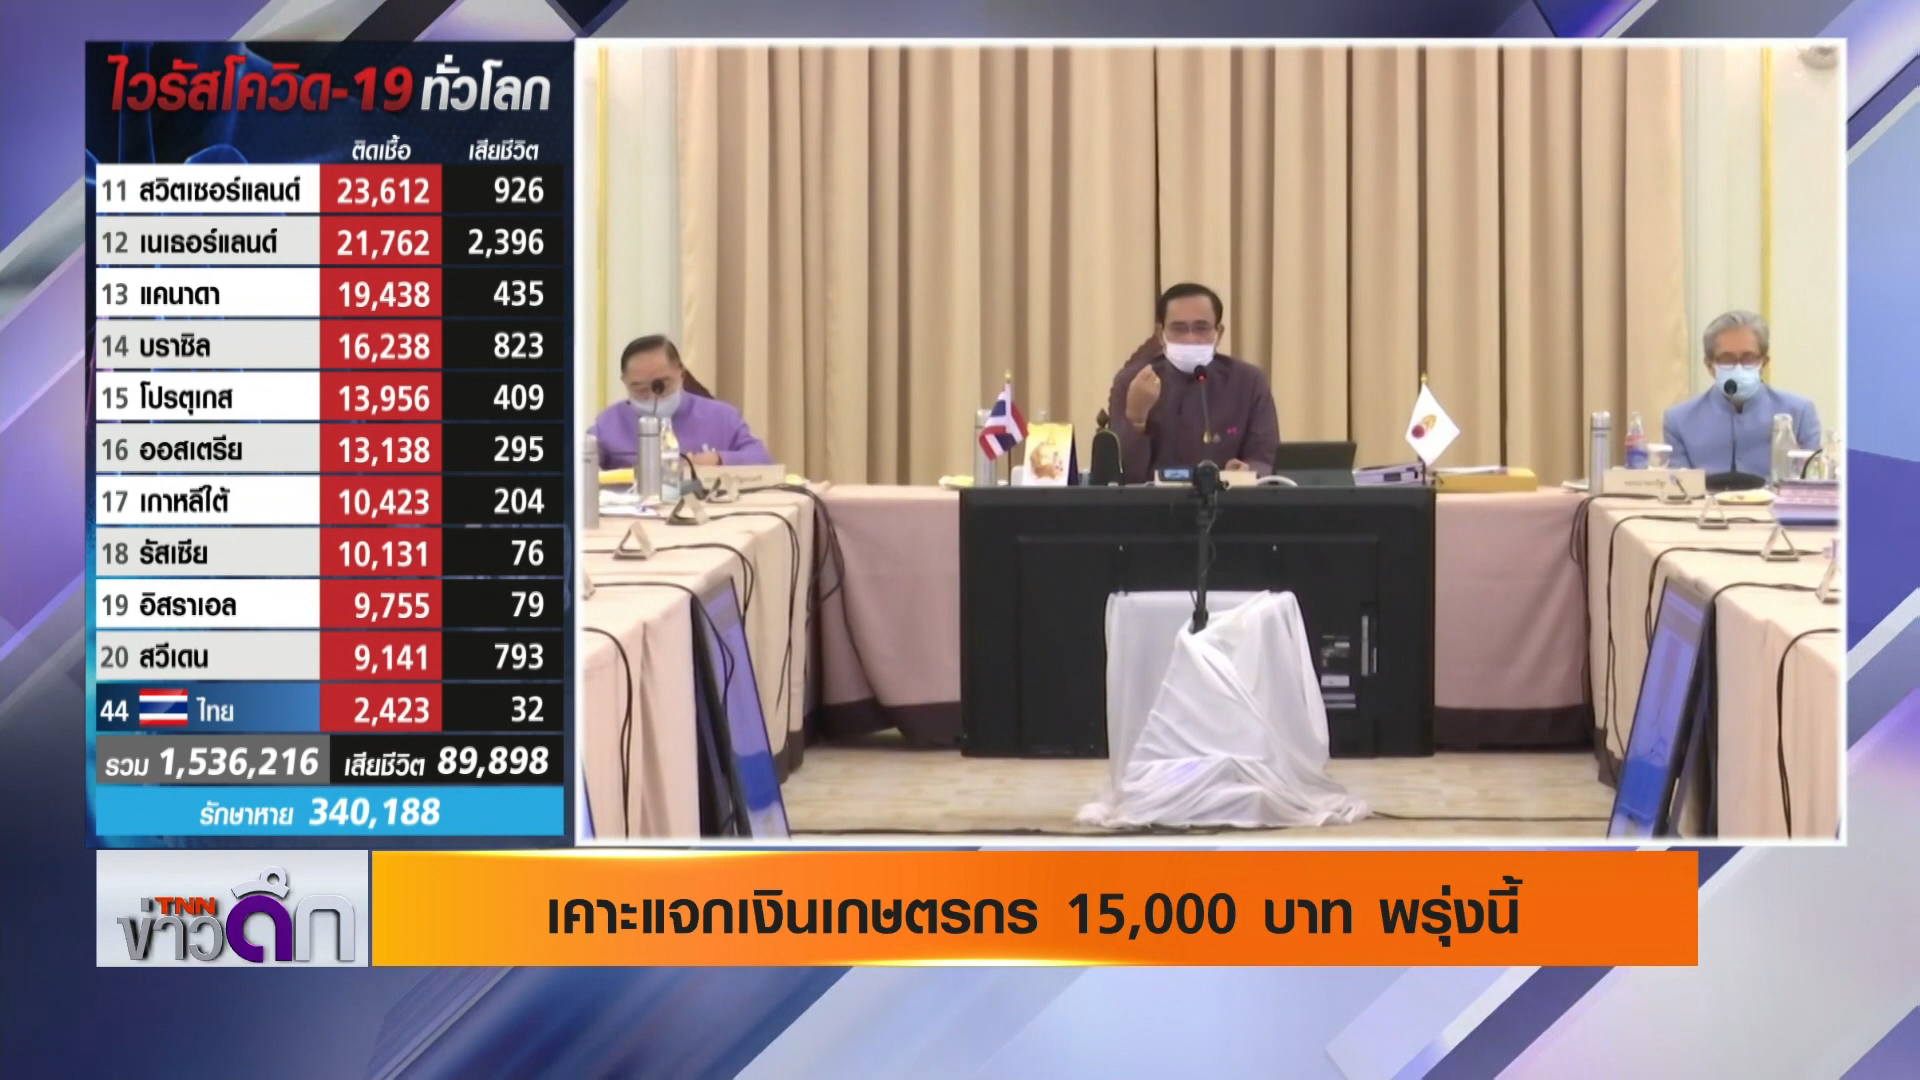 ไวรัสโควิด-19 ทั่วโลก
ติดเชื้อ เสียชีวิต
11 สวิตเซอร์แลนด์ 23,612 926
12 เนเธอร์แลนด์ 21,762 2,396
13 แคนาดา 19,438 435
14 บราซิล 16,238 823
15 โปรตุเกส 13,956 409
16 ออสเตรีย 13,138 295
17 เกาหลีใต้ 10,423 204
18 รัสเซีย 10,131 76
19 อิสราเอล 9,755 79
20 สวีเดน 9,141 793
44 ไทย 2,423 32
รวม 1,536,216 เสียชีวิต 89,898
รักษาหาย 340,188
TNN
ข่าวดึก
เคาะแจกเงินเกษตรกร 15,000 บาท พรุ่งนี้